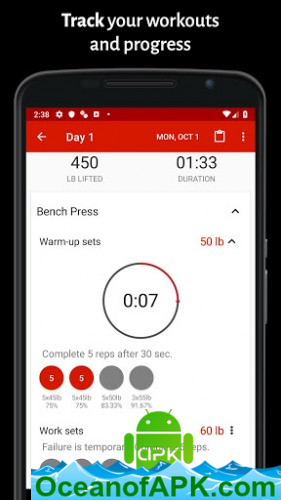 Track your workouts
and progress
2:38
Day 1
MON, OCT 1
450
01:33
LB LIFTED
DURATION
Bench Press
Warm-up sets
50 lb
0:07
Complete 5 reps after 30 sec.
5 5
5x45lb 5x45lb 5x50lb 3x55lb
75% 75% 83.33% 91.67%
Work sets
60 lb
Failure is temporar
eps.
APK
OceanofAPK.com